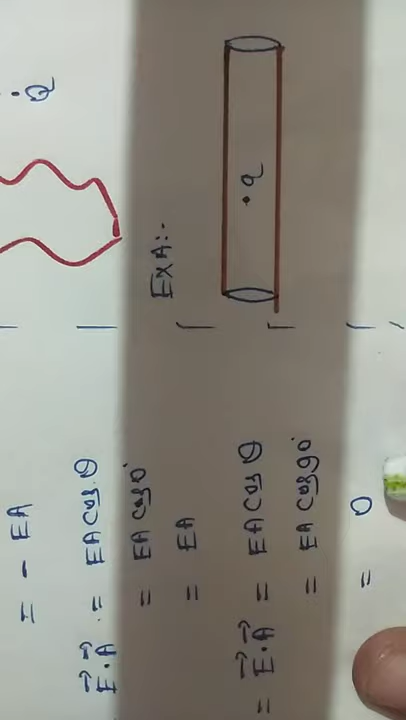 Q
= - EA
E⃗.A⃗ = EA cos θ
= EA cos 0°
= EA
= E⃗.A⃗ = EA cos θ
= EA cos 90°
= 0
ExA:-
q